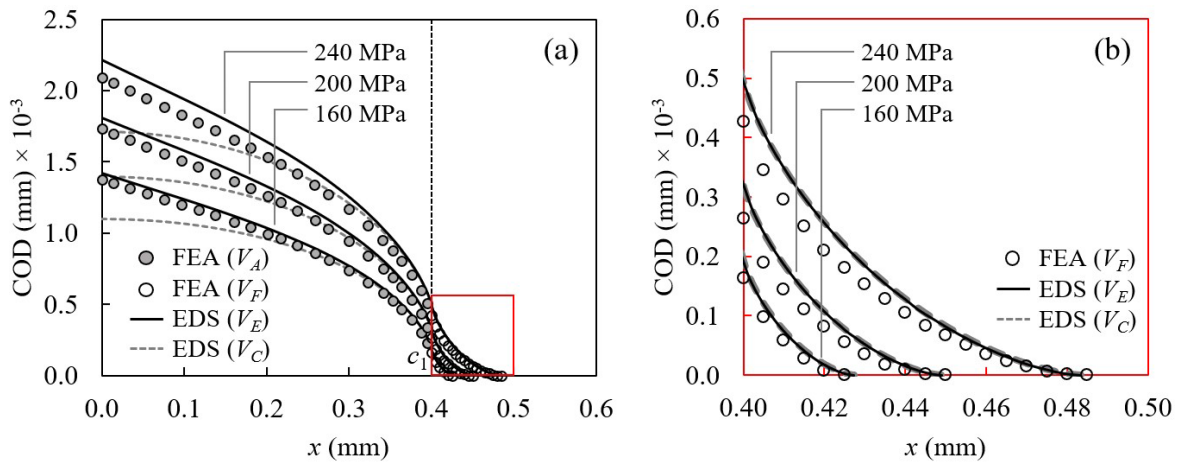 (a)
240 MPa
200 MPa
160 MPa
COD (mm) × 10⁻³
2.5
2.0
1.5
1.0
0.5
0.0
FEA (V_A)
FEA (V_F)
EDS (V_E)
EDS (V_C)
c₁
0.0 0.1 0.2 0.3 0.4 0.5 0.6
x (mm)
(b)
240 MPa
200 MPa
160 MPa
COD (mm) × 10⁻³
0.6
0.5
0.4
0.3
0.2
0.1
0.0
FEA (V_F)
EDS (V_E)
EDS (V_C)
0.40 0.42 0.44 0.46 0.48 0.50
x (mm)